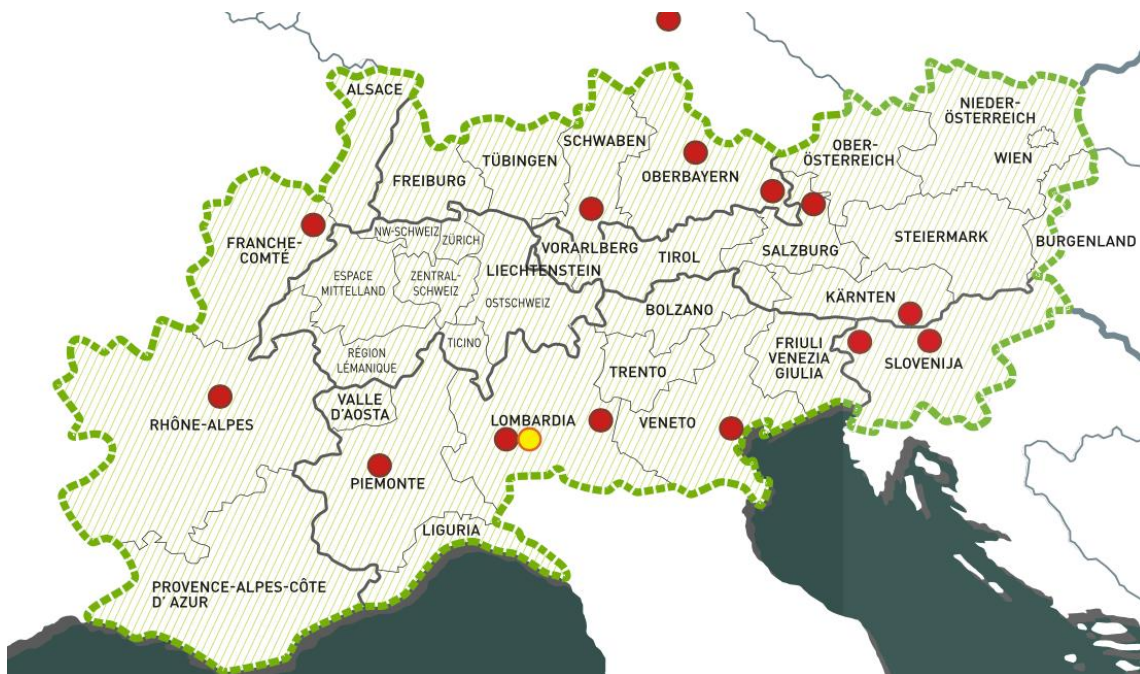 ALSACE
NIEDER-
ÖSTERREICH
SCHWABEN
OBER-
ÖSTERREICH
TÜBINGEN
WIEN
OBERBAYERN
FREIBURG
NW-SCHWEIZ
ZÜRICH
FRANCHE-
COMTÉ
VORARLBERG
TIROL
SALZBURG
STEIERMARK
BURGENLAND
LIECHTENSTEIN
ESPACE
MITTELLAND
ZENTRAL-
SCHWEIZ
OSTSCHWEIZ
KÄRNTEN
BOLZANO
TICINO
FRIULI
VENEZIA
GIULIA
SLOVENIJA
RÉGION
LÉMANIQUE
TRENTO
VALLE
D'AOSTA
RHÔNE-ALPES
LOMBARDIA
VENETO
PIEMONTE
LIGURIA
PROVENCE-ALPES-CÔTE
D' AZUR